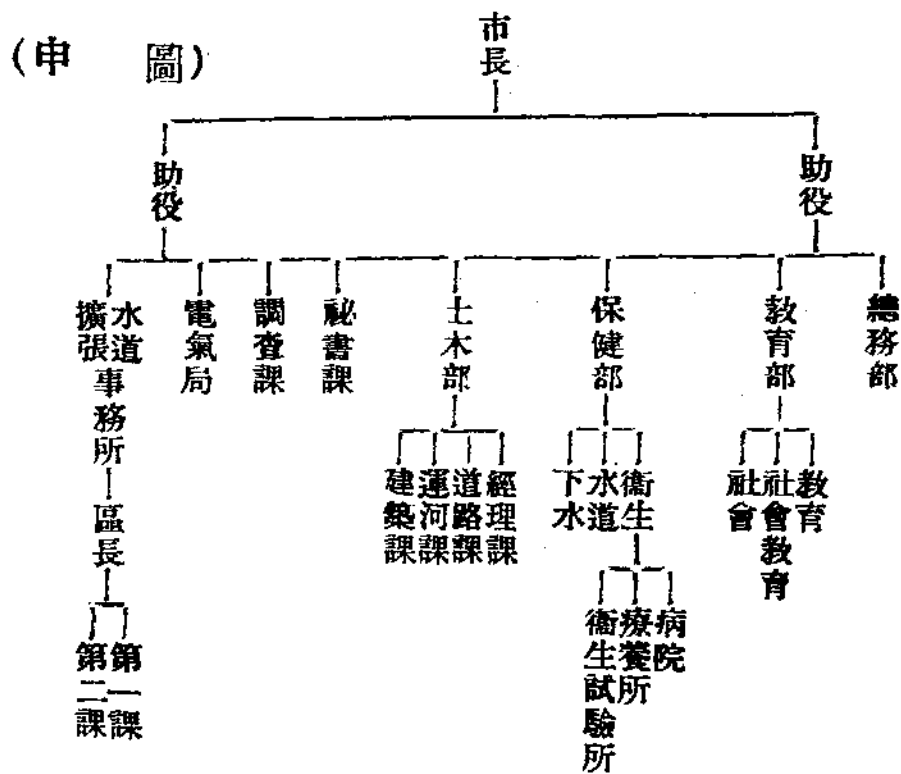 (申圖)
市長
助役
助役
總務部
教育部
保健部
土木部
祕書課
調查課
電氣局
水道擴張事務所
區長
教育
社會教育
社會
衞生
水道
下水
經理課
道路課
運河課
建築課
病院
療養所
衞生試驗所
第一課
第二課